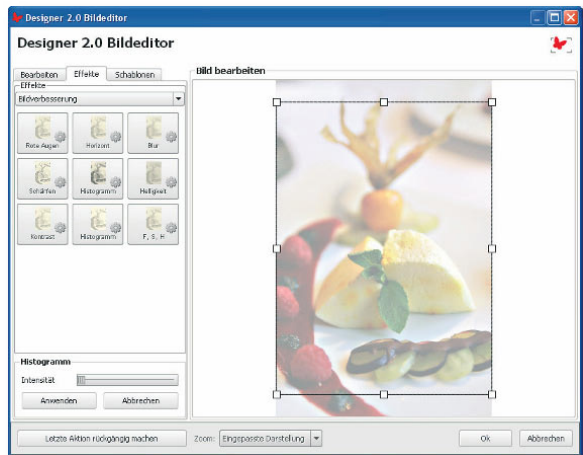 Designer 2.0 Bildeditor
Designer 2.0 Bildeditor
Bearbeiten Effekte Schablonen
Effekte
Bildverbesserung
Rote Augen Horizont Blur
Schärfen Histogramm Helligkeit
Kontrast Histogramm F, S, H
Histogramm
Intensität
Anwenden Abbrechen
Bild bearbeiten
Letzte Aktion rückgängig machen Zoom: Eingepasste Darstellung Ok Abbrechen